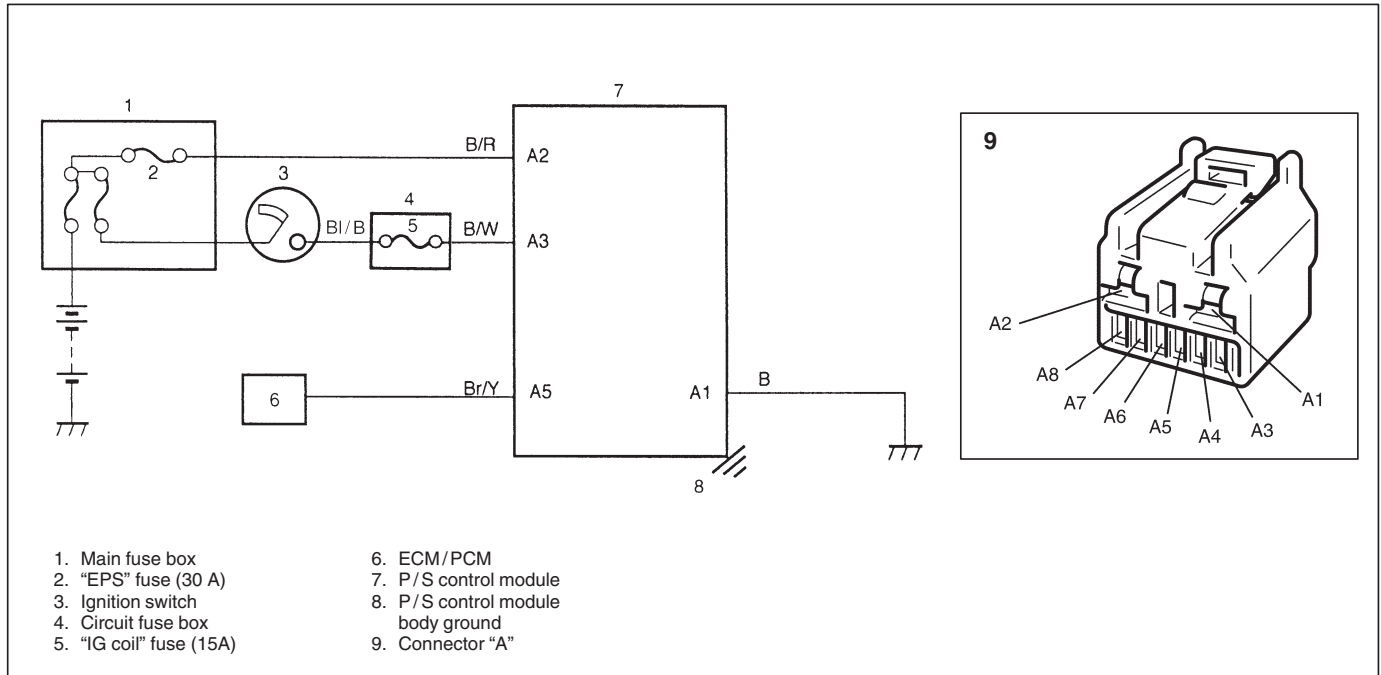 1
7
9
B/R
A2
2
3
4
Bl/B
5
B/W
A3
A2
6
Br/Y
A5
A1
B
A8
A7
A6
A5
A4
A3
A1
8
1. Main fuse box
2. “EPS” fuse (30 A)
3. Ignition switch
4. Circuit fuse box
5. “IG coil” fuse (15A)
6. ECM/PCM
7. P/S control module
8. P/S control module
body ground
9. Connector “A”